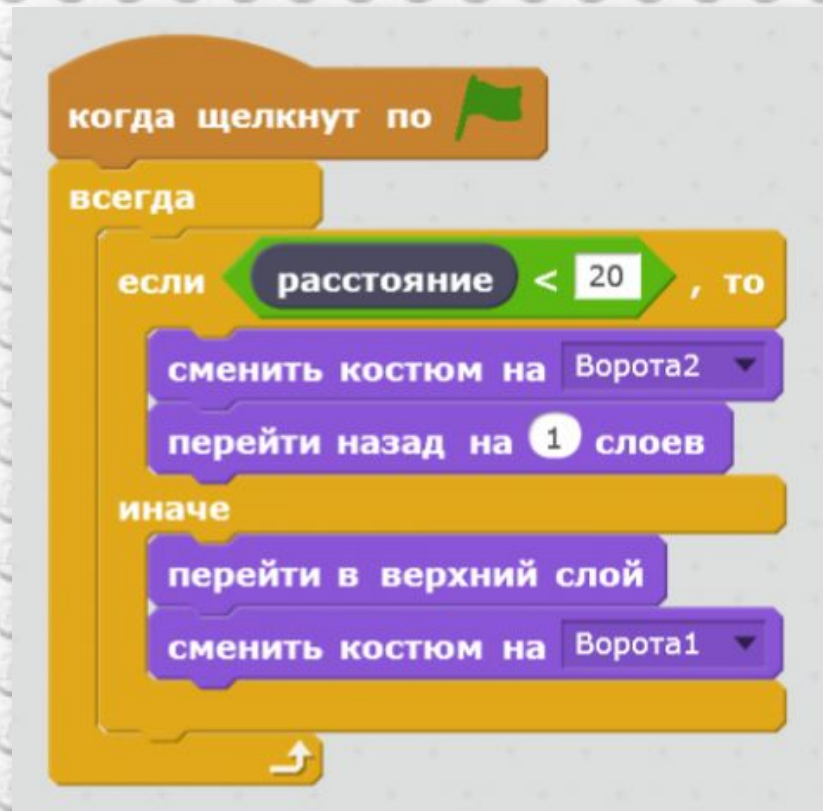 когда щелкнут по
всегда
если расстояние < 20 , то
сменить костюм на Ворота2
перейти назад на 1 слоев
иначе
перейти в верхний слой
сменить костюм на Ворота1